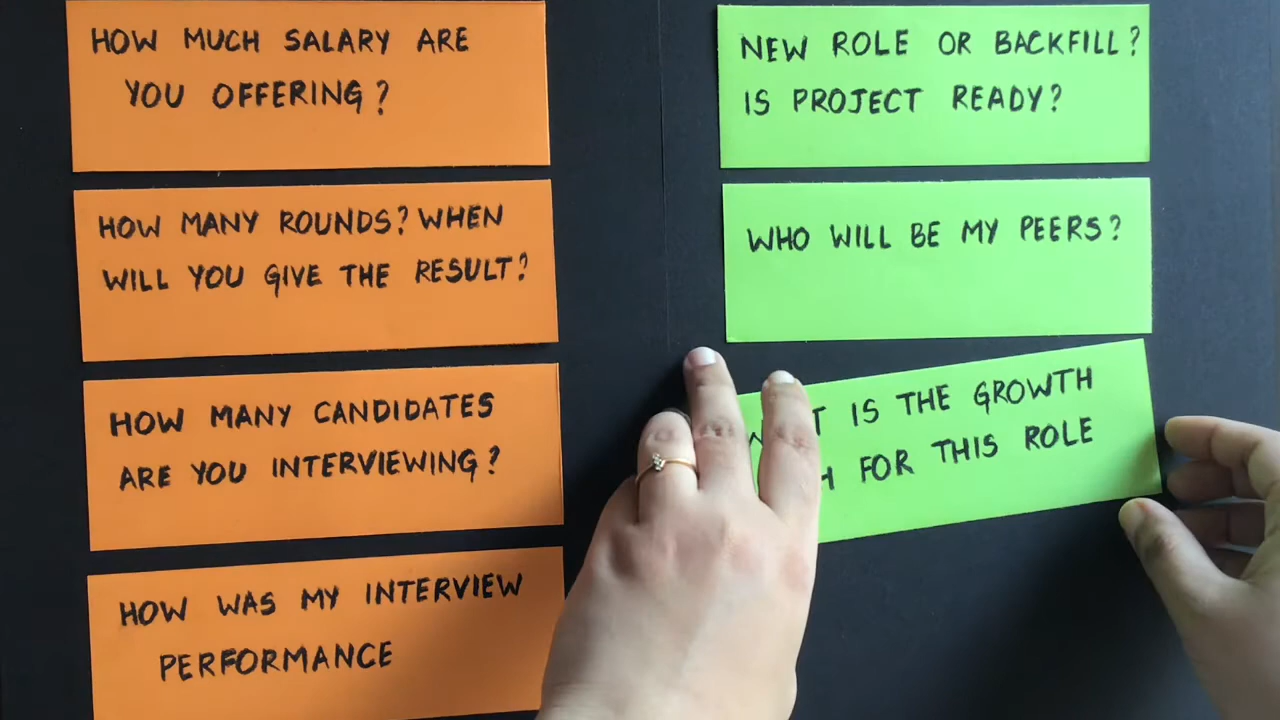 HOW MUCH SALARY ARE
YOU OFFERING?
HOW MANY ROUNDS? WHEN
WILL YOU GIVE THE RESULT?
HOW MANY CANDIDATES
ARE YOU INTERVIEWING?
HOW WAS MY INTERVIEW
PERFORMANCE
NEW ROLE OR BACKFILL?
IS PROJECT READY?
WHO WILL BE MY PEERS?
IS THE GROWTH
FOR THIS ROLE